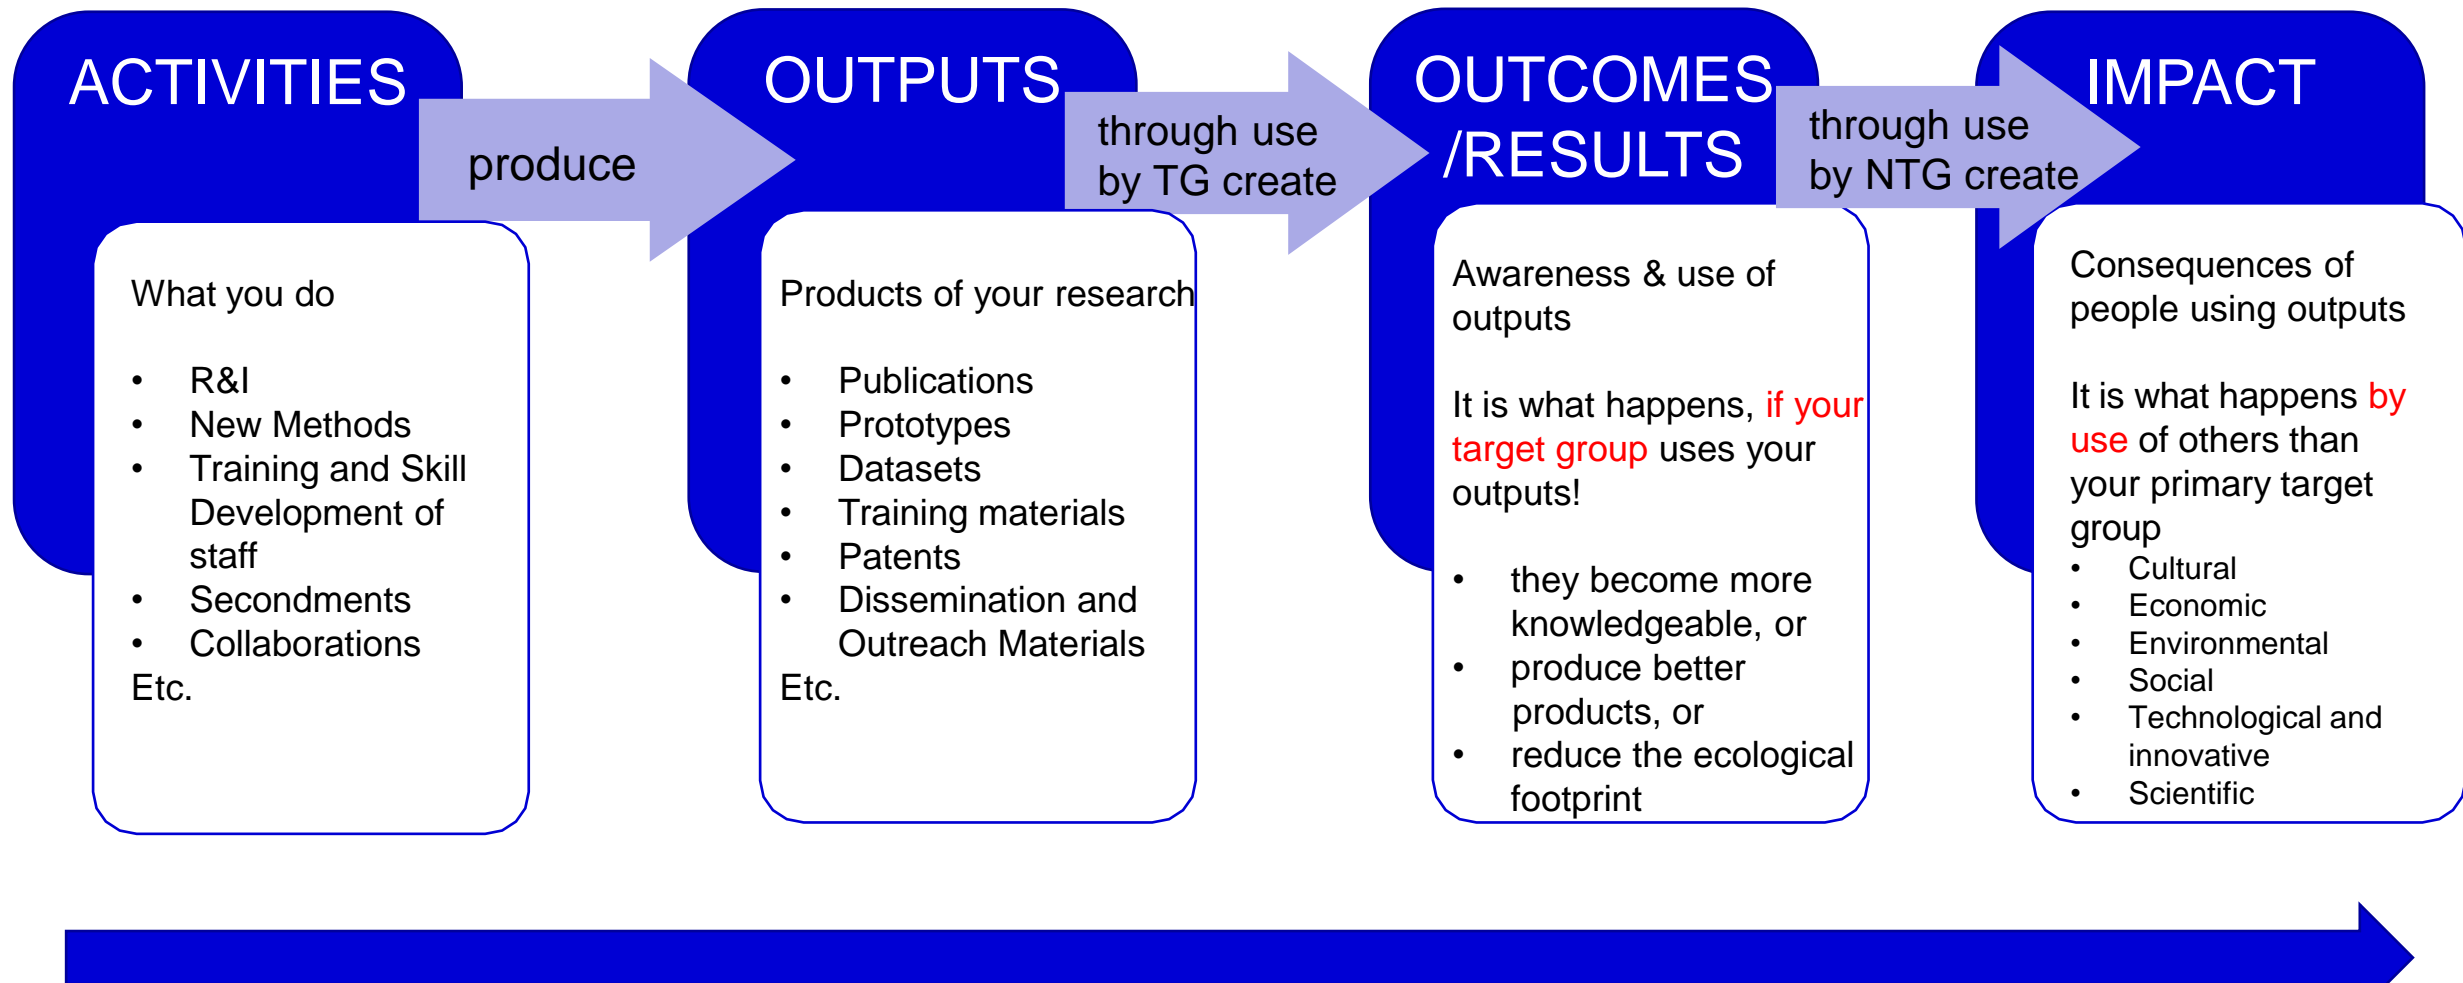 ACTIVITIES
What you do
• R&I
• New Methods
• Training and Skill
Development of
staff
• Secondments
• Collaborations
Etc.
produce
OUTPUTS
Products of your research
• Publications
• Prototypes
• Datasets
• Training materials
• Patents
• Dissemination and
Outreach Materials
Etc.
through use
by TG create
OUTCOMES
/RESULTS
Awareness & use of
outputs
It is what happens, if your
target group uses your
outputs!
• they become more
knowledgeable, or
• produce better
products, or
• reduce the ecological
footprint
through use
by NTG create
IMPACT
Consequences of
people using outputs
It is what happens by
use of others than
your primary target
group
• Cultural
• Economic
• Environmental
• Social
• Technological and
innovative
• Scientific